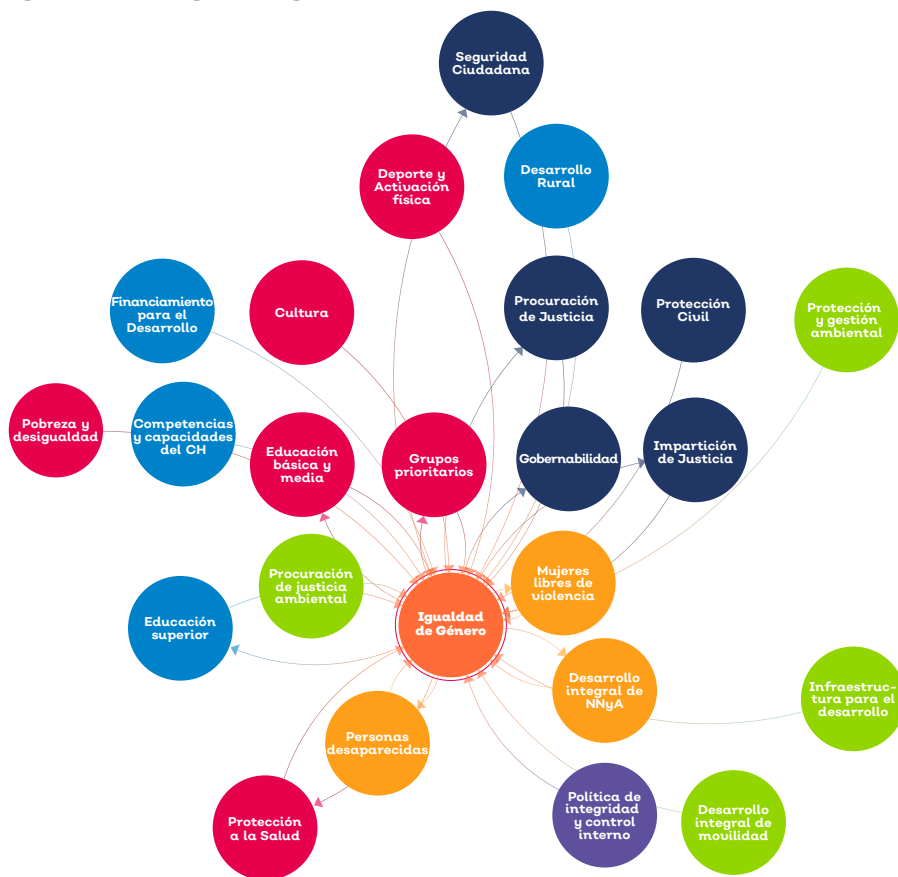 Seguridad
Ciudadana
Deporte y
Activación
física
Desarrollo
Rural
Financiamiento
para el
Desarrollo
Cultura
Procuración
de Justicia
Protección
Civil
Protección
y gestión
ambiental
Pobreza y
desigualdad
Competencias
y capacidades
del CH
Educación
básica y
media
Grupos
prioritarios
Gobernabilidad
Impartición
de Justicia
Procuración
de justicia
ambiental
Mujeres
libres de
violencia
Educación
superior
Igualdad
de Género
Desarrollo
integral de
NNyA
Infraestruc-
tura para el
desarrollo
Personas
desaparecidas
Protección
a la Salud
Política de
integridad
y control
interno
Desarrollo
integral de
movilidad